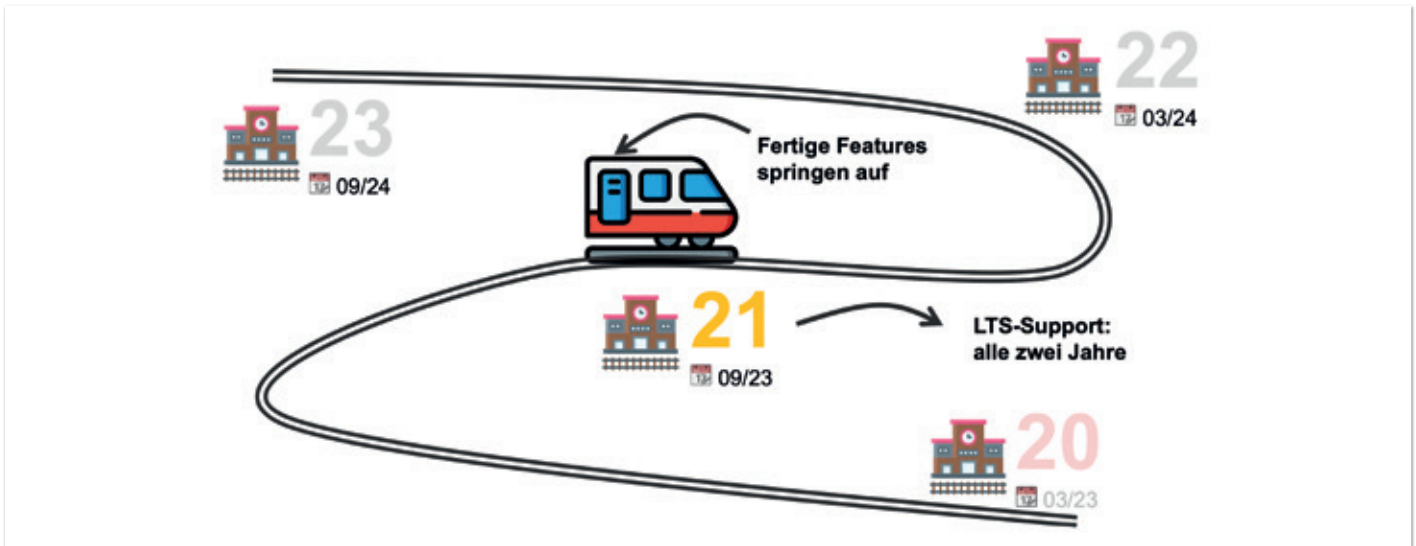 22
03/24
23
09/24
Fertige Features
springen auf
21
09/23
LTS-Support:
alle zwei Jahre
20
03/23